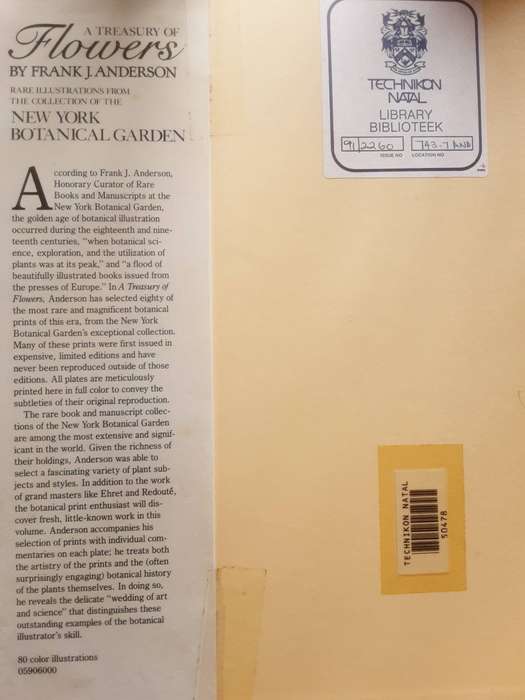 A TREASURY OF
Flowers
BY FRANK J. ANDERSON
RARE ILLUSTRATIONS FROM
THE COLLECTION OF THE
NEW YORK
BOTANICAL GARDEN
According to Frank J. Anderson,
Honorary Curator of Rare
Books and Manuscripts at the
New York Botanical Garden,
the golden age of botanical illustration
occurred during the eighteenth and nine-
teenth centuries, "when botanical sci-
ence, exploration, and the utilization of
plants was at its peak," and "a flood of
beautifully illustrated books issued from
the presses of Europe." In A Treasury of
Flowers, Anderson has selected eighty of
the most rare and magnificent botanical
prints of this era, from the New York
Botanical Garden's exceptional collection.
Many of these prints were first issued in
expensive, limited editions and have
never been reproduced outside of those
editions. All plates are meticulously
printed here in full color to convey the
subtleties of their original reproduction.
The rare book and manuscript collec-
tions of the New York Botanical Garden
are among the most extensive and signif-
icant in the world. Given the richness of
their holdings, Anderson was able to
select a fascinating variety of plant sub-
jects and styles. In addition to the work
of grand masters like Ehret and Redouté,
the botanical print enthusiast will dis-
cover fresh, little-known work in this
volume. Anderson accompanies his
selection of prints with individual com-
mentaries on each plate; he treats both
the artistry of the prints and the (often
surprisingly engaging) botanical history
of the plants themselves. In doing so,
he reveals the delicate "wedding of art
and science" that distinguishes these
outstanding examples of the botanical
illustrator's skill.
80 color illustrations
05906000
TECHNIKON
NATAL
LIBRARY
BIBLIOTEEK
91/2260 743.7 AND
ISSUE NO LOCATION NO
TECHNIKON NATAL
50478